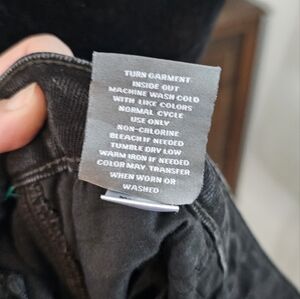 TURN GARMENT
INSIDE OUT
MACHINE WASH COLD
WITH LIKE COLORS
NORMAL CYCLE
USE ONLY
NON-CHLORINE
BLEACH IF NEEDED
TUMBLE DRY LOW
WARM IRON IF NEEDED
COLOR MAY TRANSFER
WHEN WORN OR
WASHED